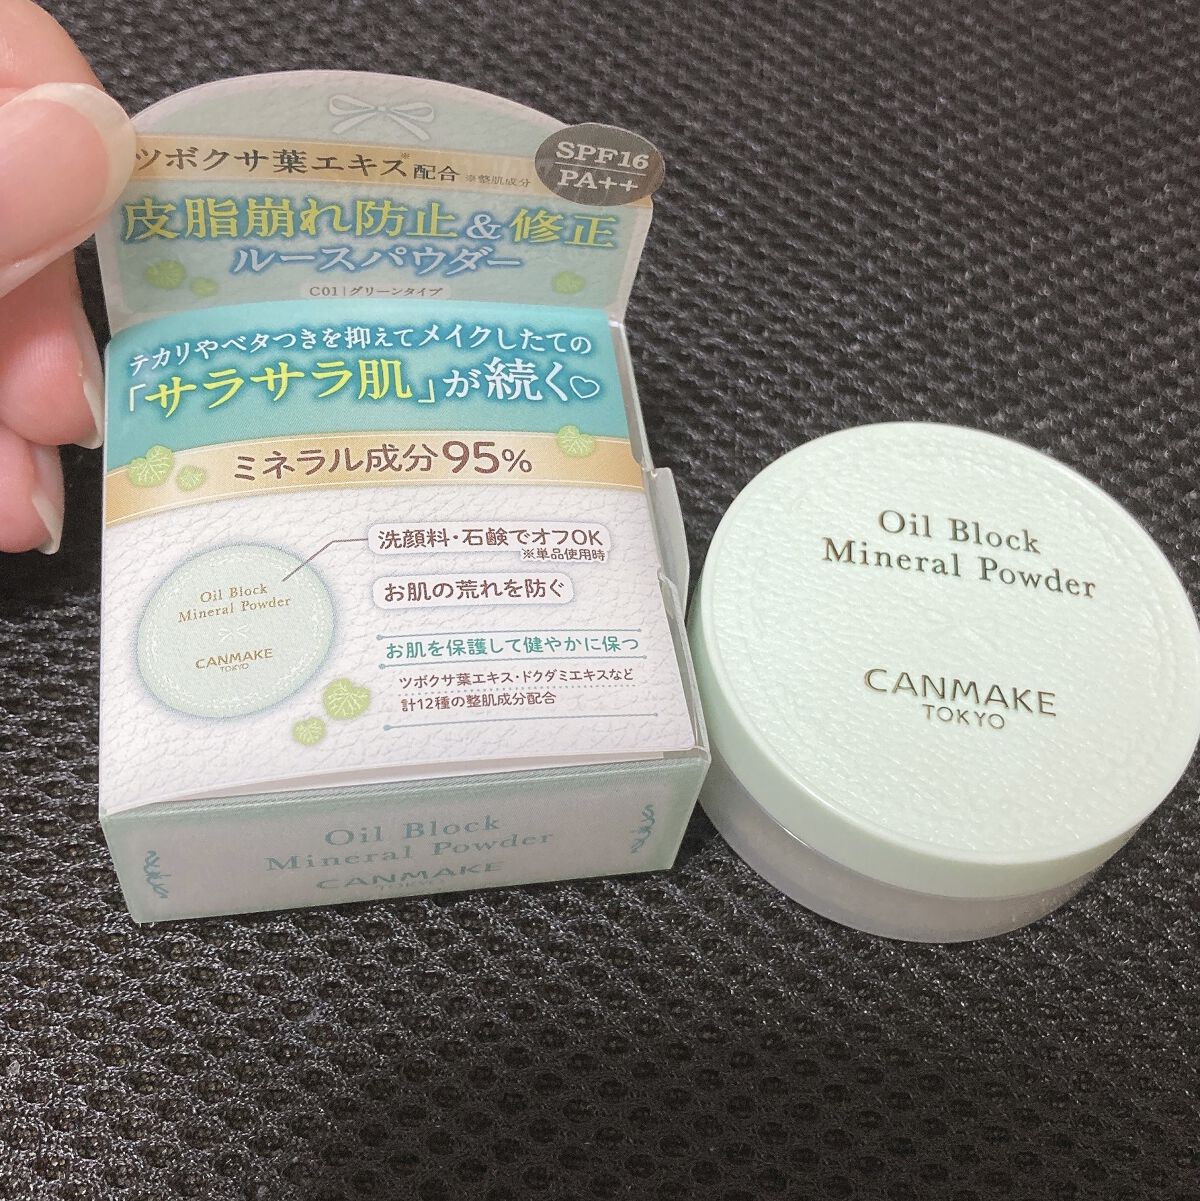 ツボクサ葉エキス※配合 ※整肌成分
SPF16
PA++
皮脂崩れ防止&修正
ルースパウダー
C01|グリーンタイプ
テカリやベタつきを抑えてメイクしたての
「サラサラ肌」が続く♡
ミネラル成分95%
洗顔料・石鹸でオフOK
※単品使用時
お肌の荒れを防ぐ
お肌を保護して健やかに保つ
ツボクサ葉エキス・ドクダミエキスなど
計12種の整肌成分配合
Oil Block
Mineral Powder
CANMAKE
TOKYO
Oil Block
Mineral Powder
CANMAKE
TOKYO
Oil Block
Mineral Powder
CANMAKE
TOKYO